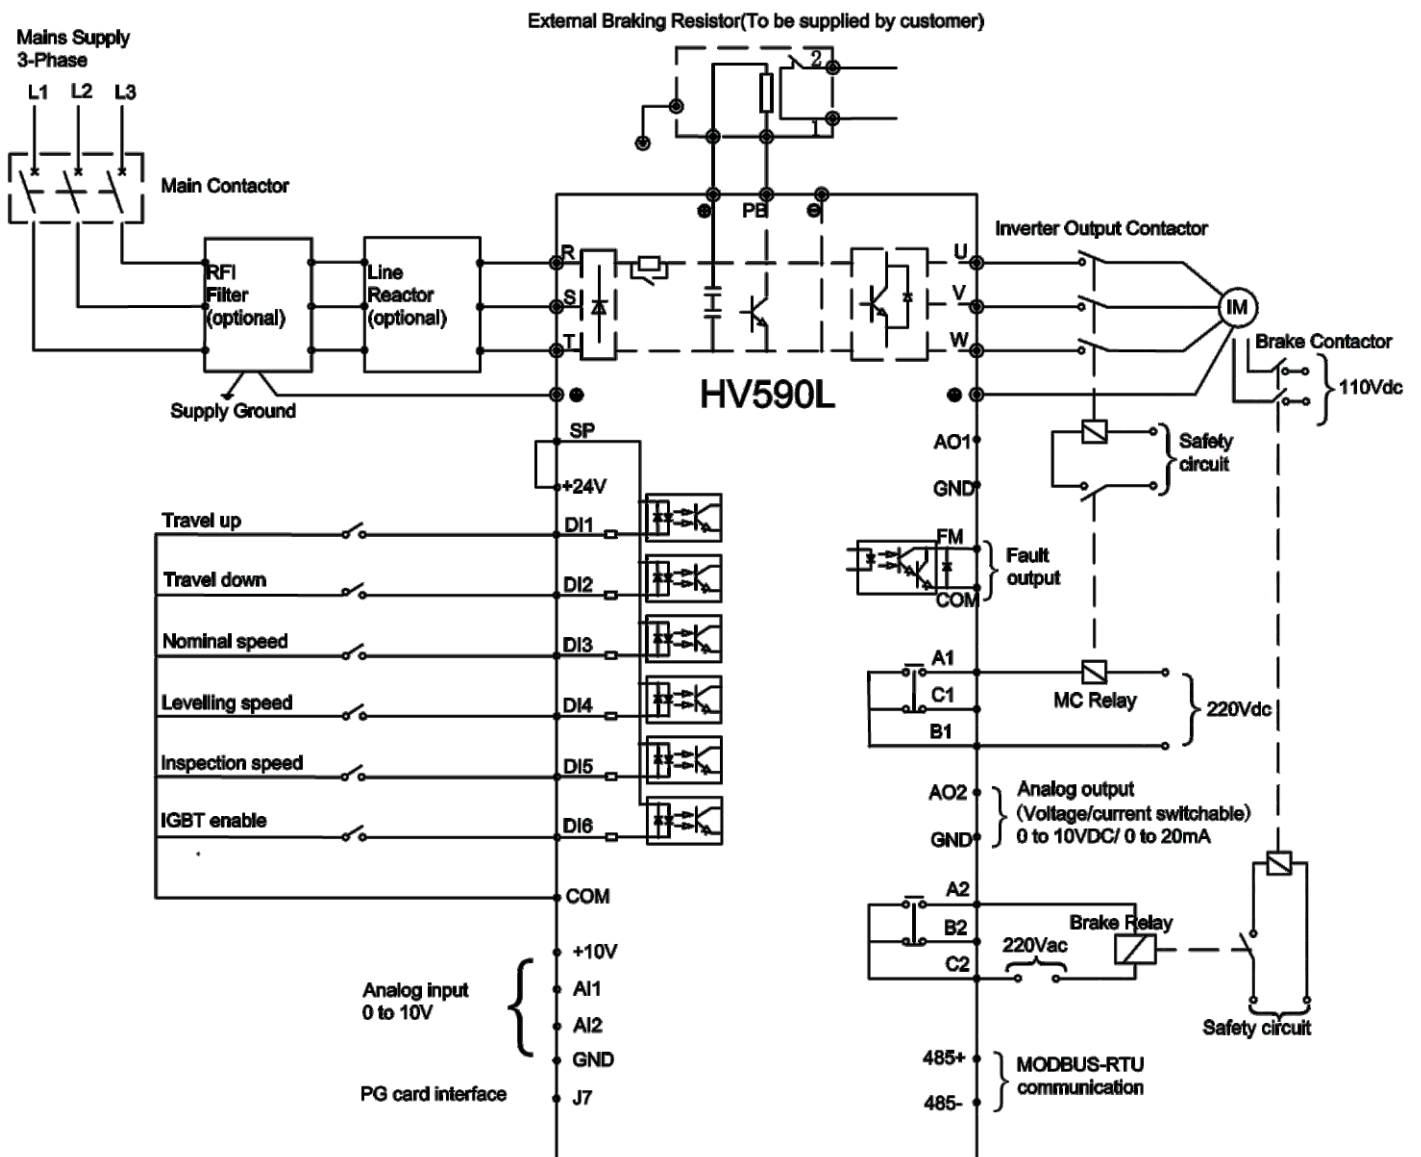 External Braking Resistor(To be supplied by customer)
Mains Supply
3-Phase
L1 L2 L3
2
1
Main Contactor
PB
Inverter Output Contactor
RFI
Filter
(optional)
Line
Reactor
(optional)
R
S
T
U
V
W
IM
Brake Contactor
110Vdc
HV590L
Supply Ground
SP
+24V
AO1
GND
Safety
circuit
Travel up
DI1
Travel down
DI2
Nominal speed
DI3
Levelling speed
DI4
Inspection speed
DI5
IGBT enable
DI6
COM
FM
COM
Fault
output
A1
C1
B1
MC Relay
220Vdc
AO2
GND
Analog output
(Voltage/current switchable)
0 to 10VDC/ 0 to 20mA
A2
B2
C2
Brake Relay
220Vac
Safety circuit
+10V
Analog input
0 to 10V
AI1
AI2
GND
PG card interface
J7
485+
485-
MODBUS-RTU
communication